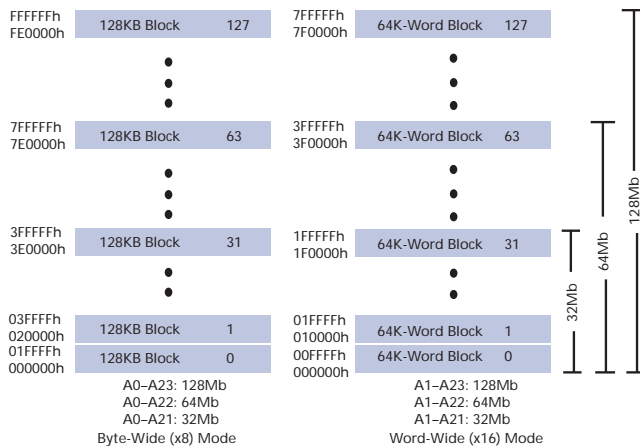 FFFFFFh
FE0000h
128KB Block 127
7FFFFFh
7E0000h
128KB Block 63
3FFFFFh
3E0000h
128KB Block 31
03FFFFh
020000h
128KB Block 1
01FFFFh
000000h
128KB Block 0
A0–A23: 128Mb
A0–A22: 64Mb
A0–A21: 32Mb
Byte-Wide (x8) Mode
7FFFFFh
7F0000h
64K-Word Block 127
3FFFFFh
3F0000h
64K-Word Block 63
1FFFFFh
1F0000h
64K-Word Block 31
01FFFFh
010000h
64K-Word Block 1
00FFFFh
000000h
64K-Word Block 0
A1–A23: 128Mb
A1–A22: 64Mb
A1–A21: 32Mb
Word-Wide (x16) Mode
32Mb
64Mb
128Mb